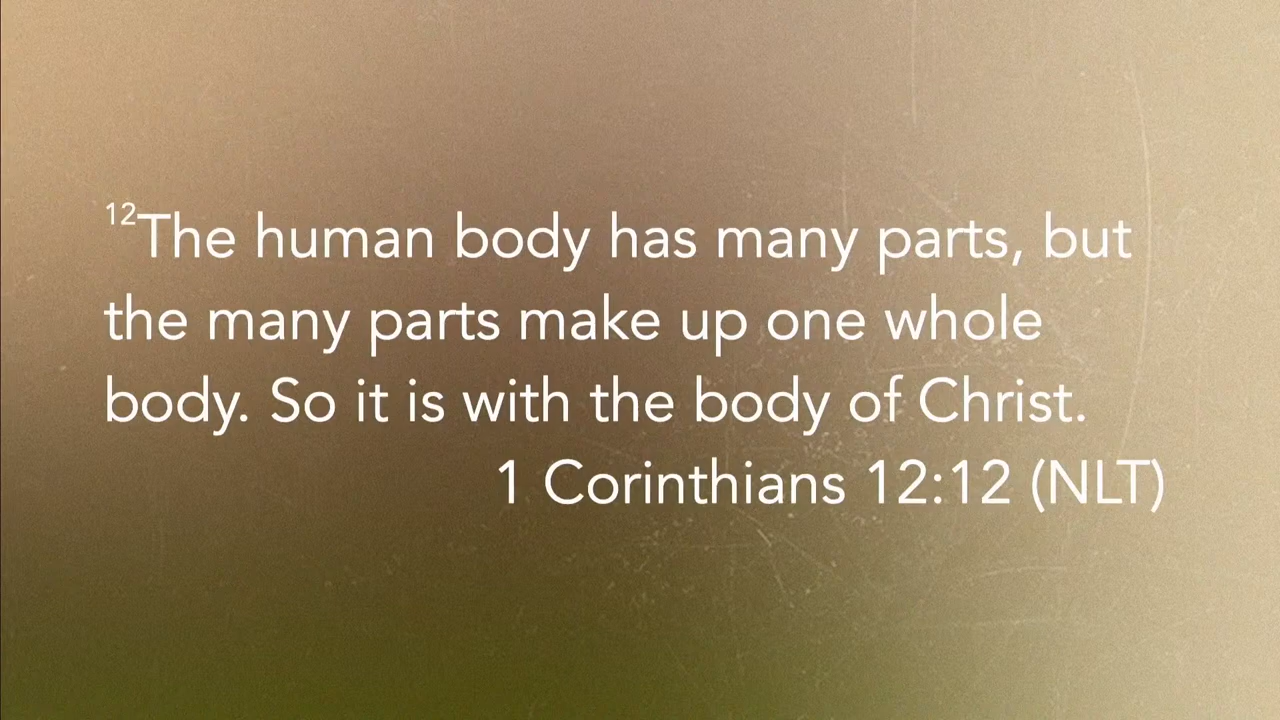 12The human body has many parts, but
the many parts make up one whole
body. So it is with the body of Christ.
1 Corinthians 12:12 (NLT)